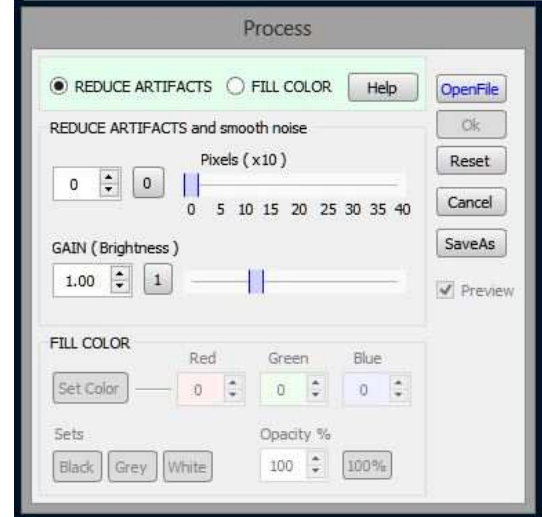 Process
REDUCE ARTIFACTS FILL COLOR Help
OpenFile
Ok
Reset
Cancel
SaveAs
Preview
REDUCE ARTIFACTS and smooth noise
Pixels ( x10 )
0 0
0 5 10 15 20 25 30 35 40
GAIN ( Brightness )
1.00 1
FILL COLOR
Red Green Blue
Set Color 0 0 0
Sets Opacity %
Black Grey White 100 100%